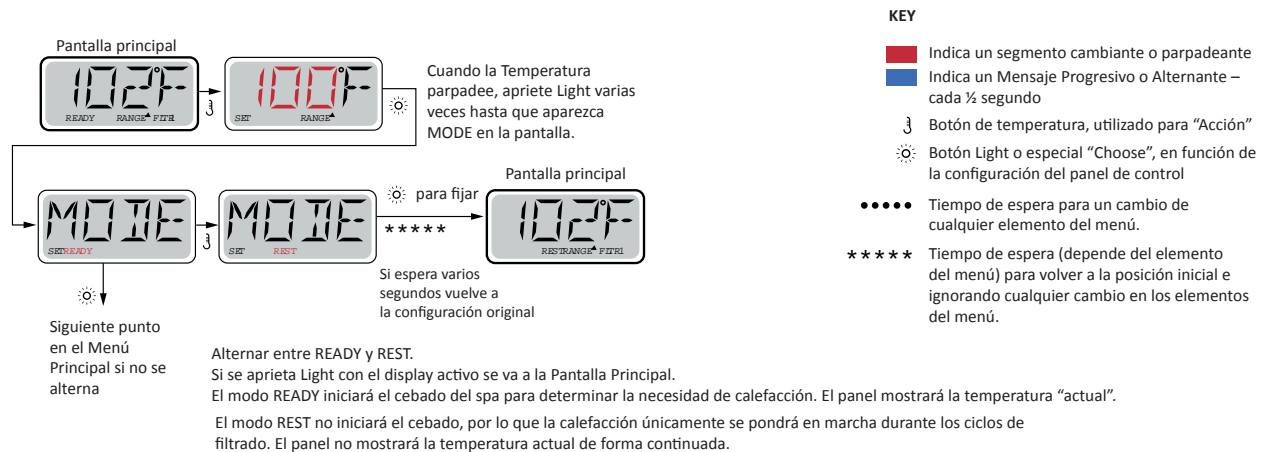 Pantalla principal
102°F
READY RANGE FITR1
100°F
SET RANGE
Cuando la Temperatura
parpadee, apriete Light varias
veces hasta que aparezca
MODE en la pantalla.
MODE
SET READY
MODE
SET REST
para fijar
*****
Pantalla principal
102°F
REST RANGE FITR1
Si espera varios
segundos vuelve a
la configuración original
Siguiente punto
en el Menú
Principal si no se
alterna
Alternar entre READY y REST.
Si se aprieta Light con el display activo se va a la Pantalla Principal.
El modo READY iniciará el cebado del spa para determinar la necesidad de calefacción. El panel mostrará la temperatura “actual”.
El modo REST no iniciará el cebado, por lo que la calefacción únicamente se pondrá en marcha durante los ciclos de
filtrado. El panel no mostrará la temperatura actual de forma continuada.
KEY
Indica un segmento cambiante o parpadeante
Indica un Mensaje Progresivo o Alternante –
cada ½ segundo
Botón de temperatura, utilizado para “Acción”
Botón Light o especial “Choose”, en función de
la configuración del panel de control
••••• Tiempo de espera para un cambio de
cualquier elemento del menú.
***** Tiempo de espera (depende del elemento
del menú) para volver a la posición inicial e
ignorando cualquier cambio en los elementos
del menú.